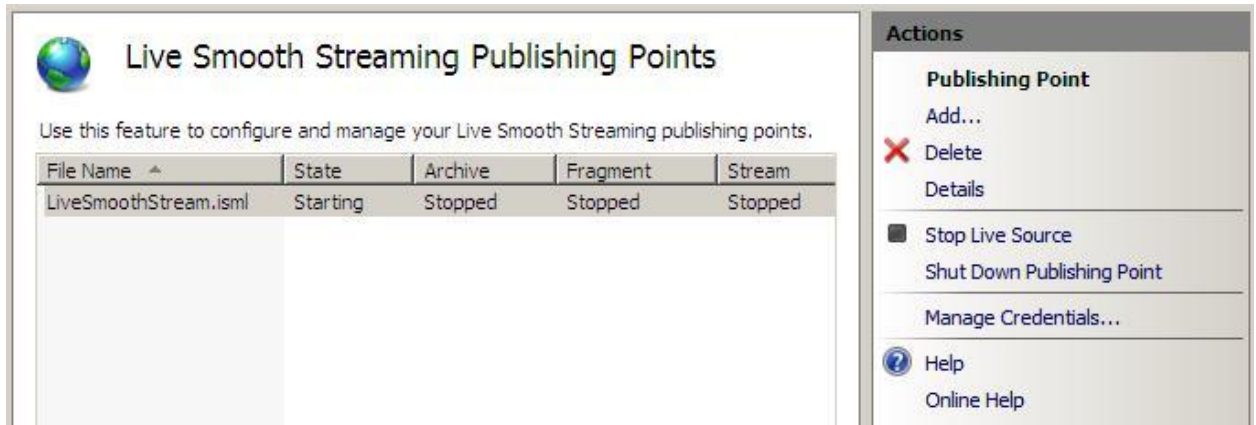 Live Smooth Streaming Publishing Points
Use this feature to configure and manage your Live Smooth Streaming publishing points.
File Name State Archive Fragment Stream
LiveSmoothStream.isml Starting Stopped Stopped Stopped
Actions
Publishing Point
Add...
Delete
Details
Stop Live Source
Shut Down Publishing Point
Manage Credentials...
Help
Online Help